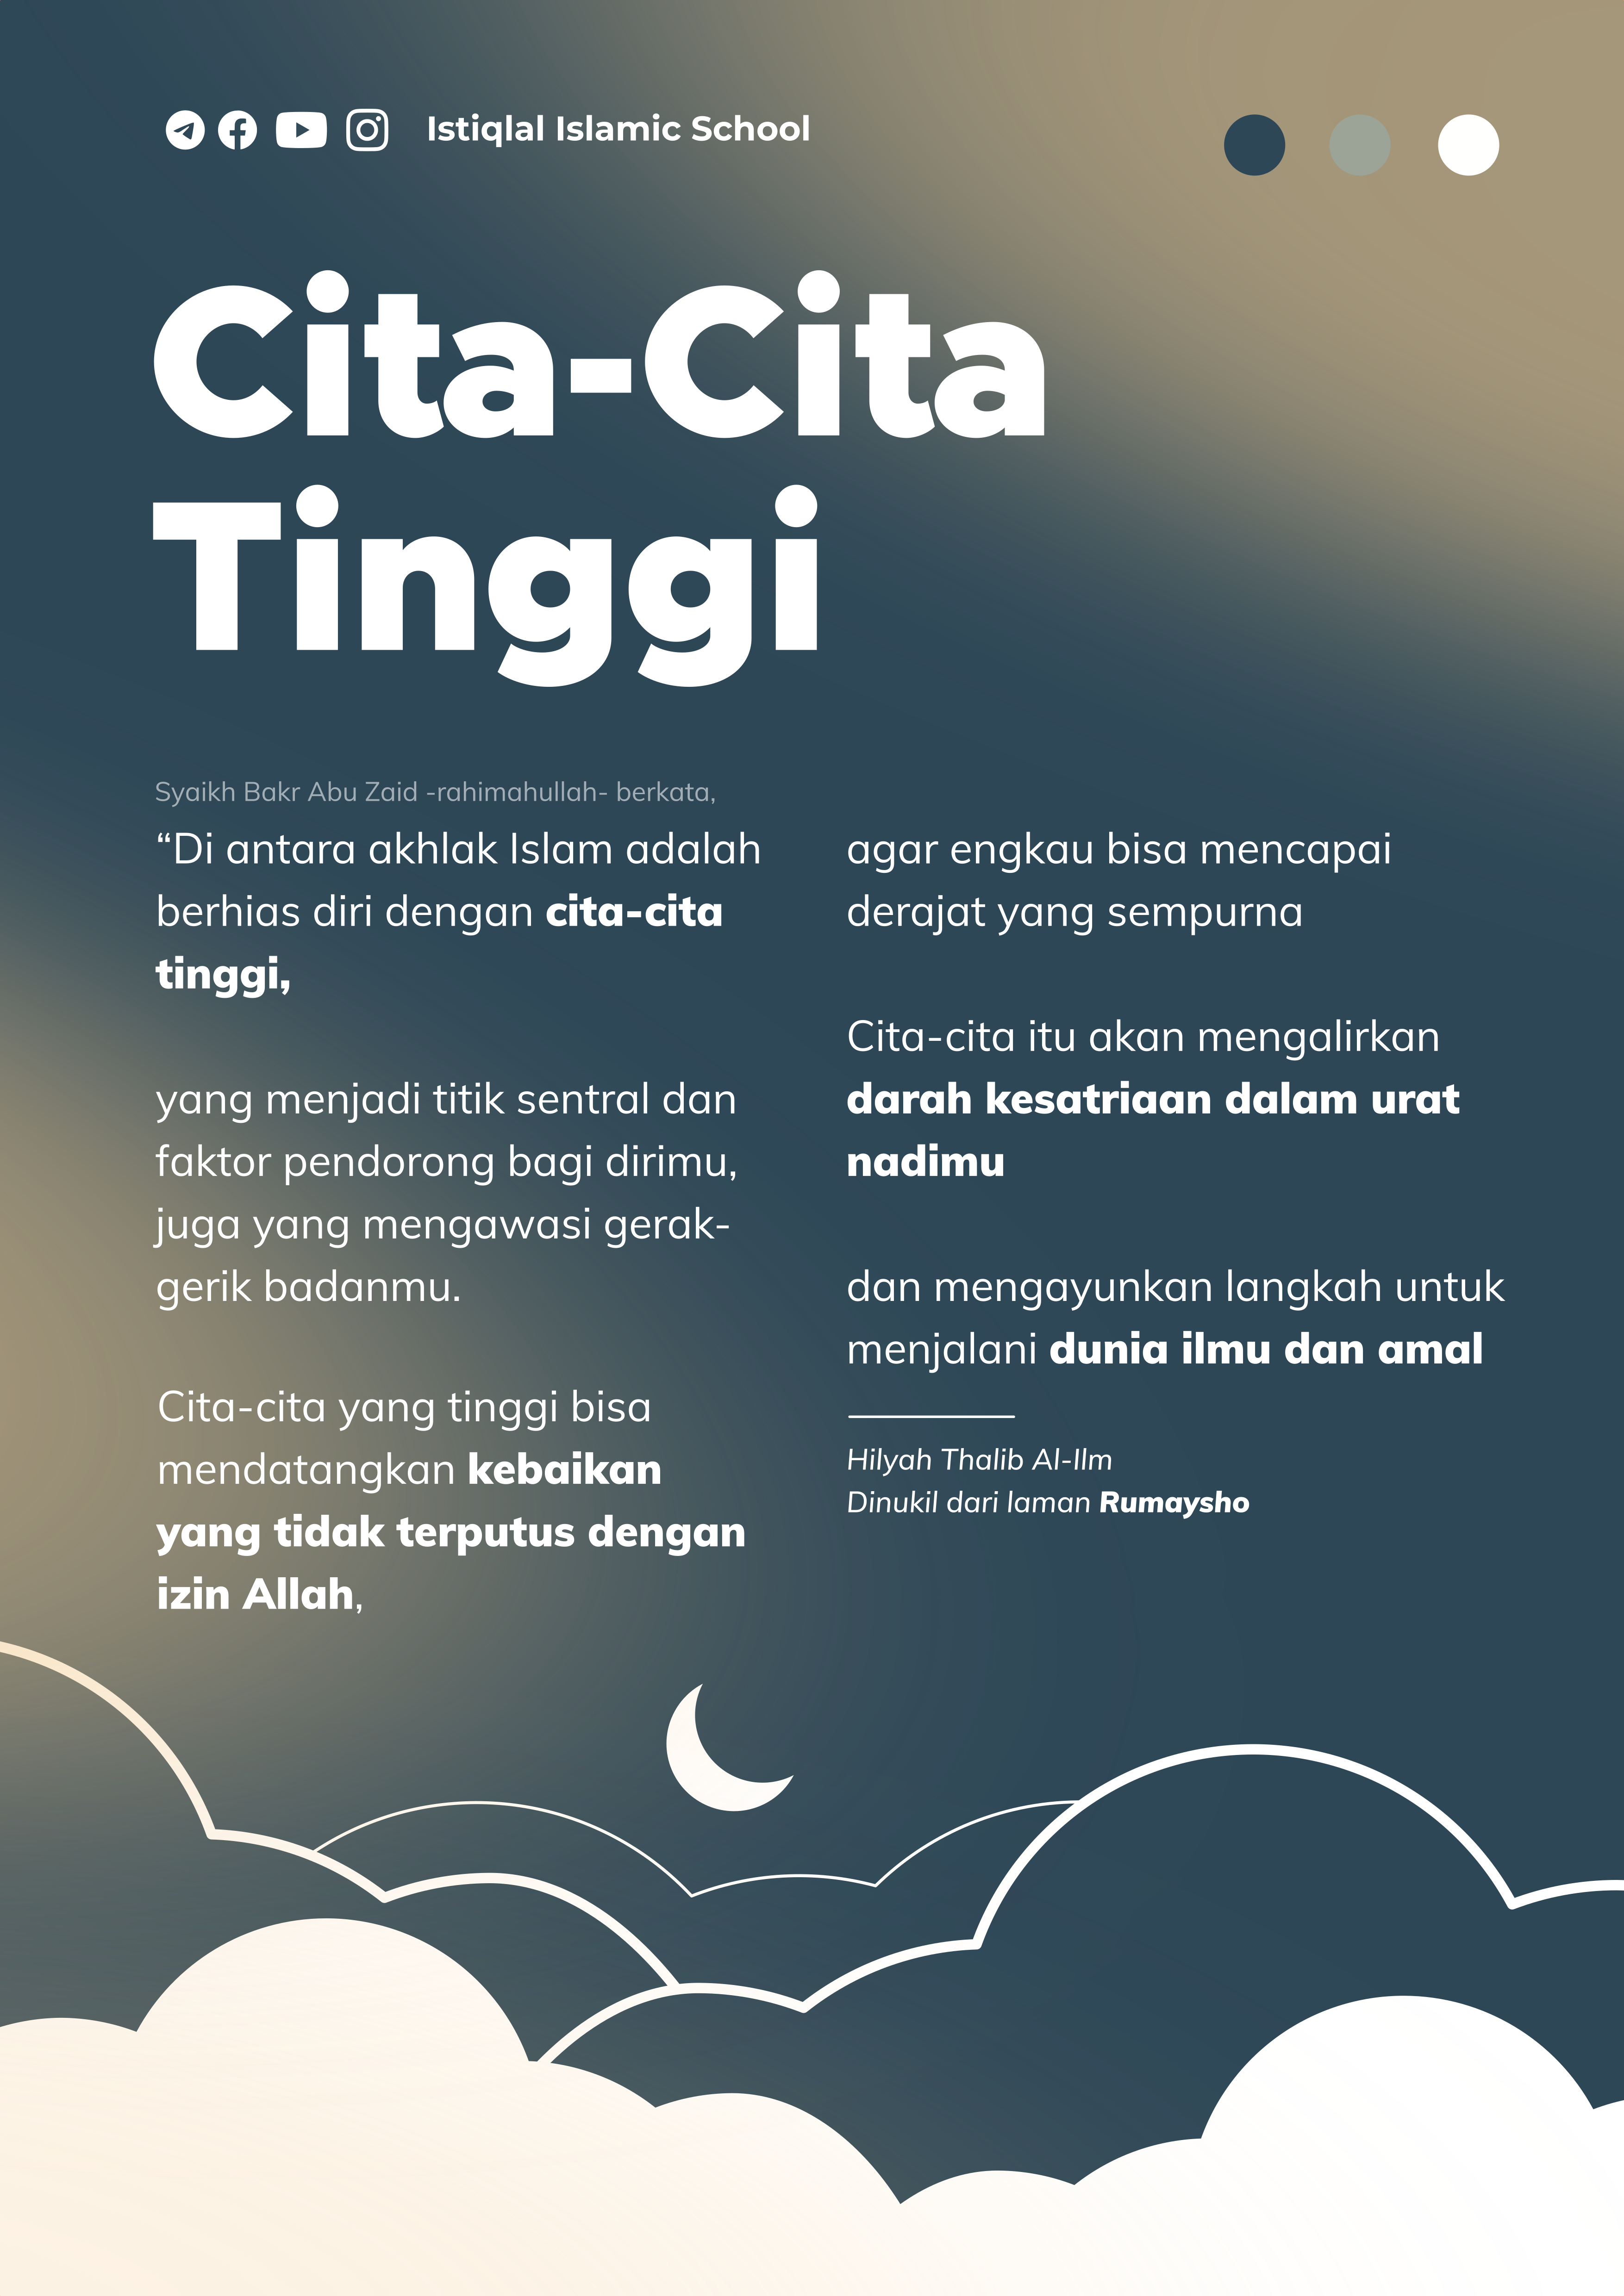 Istiqlal Islamic School
Cita-Cita
Tinggi
Syaikh Bakr Abu Zaid -rahimahullah- berkata,
“Di antara akhlak Islam adalah
berhias diri dengan cita-cita
tinggi,
yang menjadi titik sentral dan
faktor pendorong bagi dirimu,
juga yang mengawasi gerak-
gerik badanmu.
Cita-cita yang tinggi bisa
mendatangkan kebaikan
yang tidak terputus dengan
izin Allah,
agar engkau bisa mencapai
derajat yang sempurna
Cita-cita itu akan mengalirkan
darah kesatriaan dalam urat
nadimu
dan mengayunkan langkah untuk
menjalani dunia ilmu dan amal
Hilyah Thalib Al-Ilm
Dinukil dari laman Rumaysho